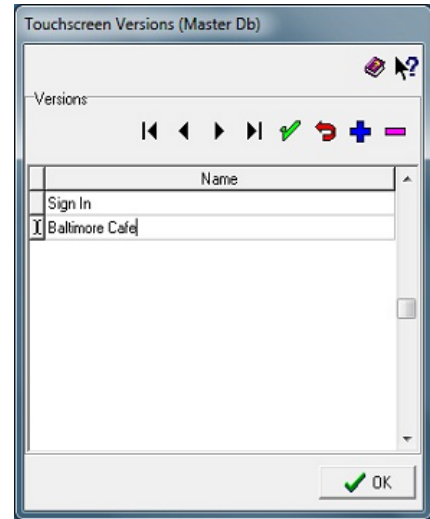 Touchscreen Versions (Master Db)
Versions
Name
Sign In
Baltimore Cafe
OK